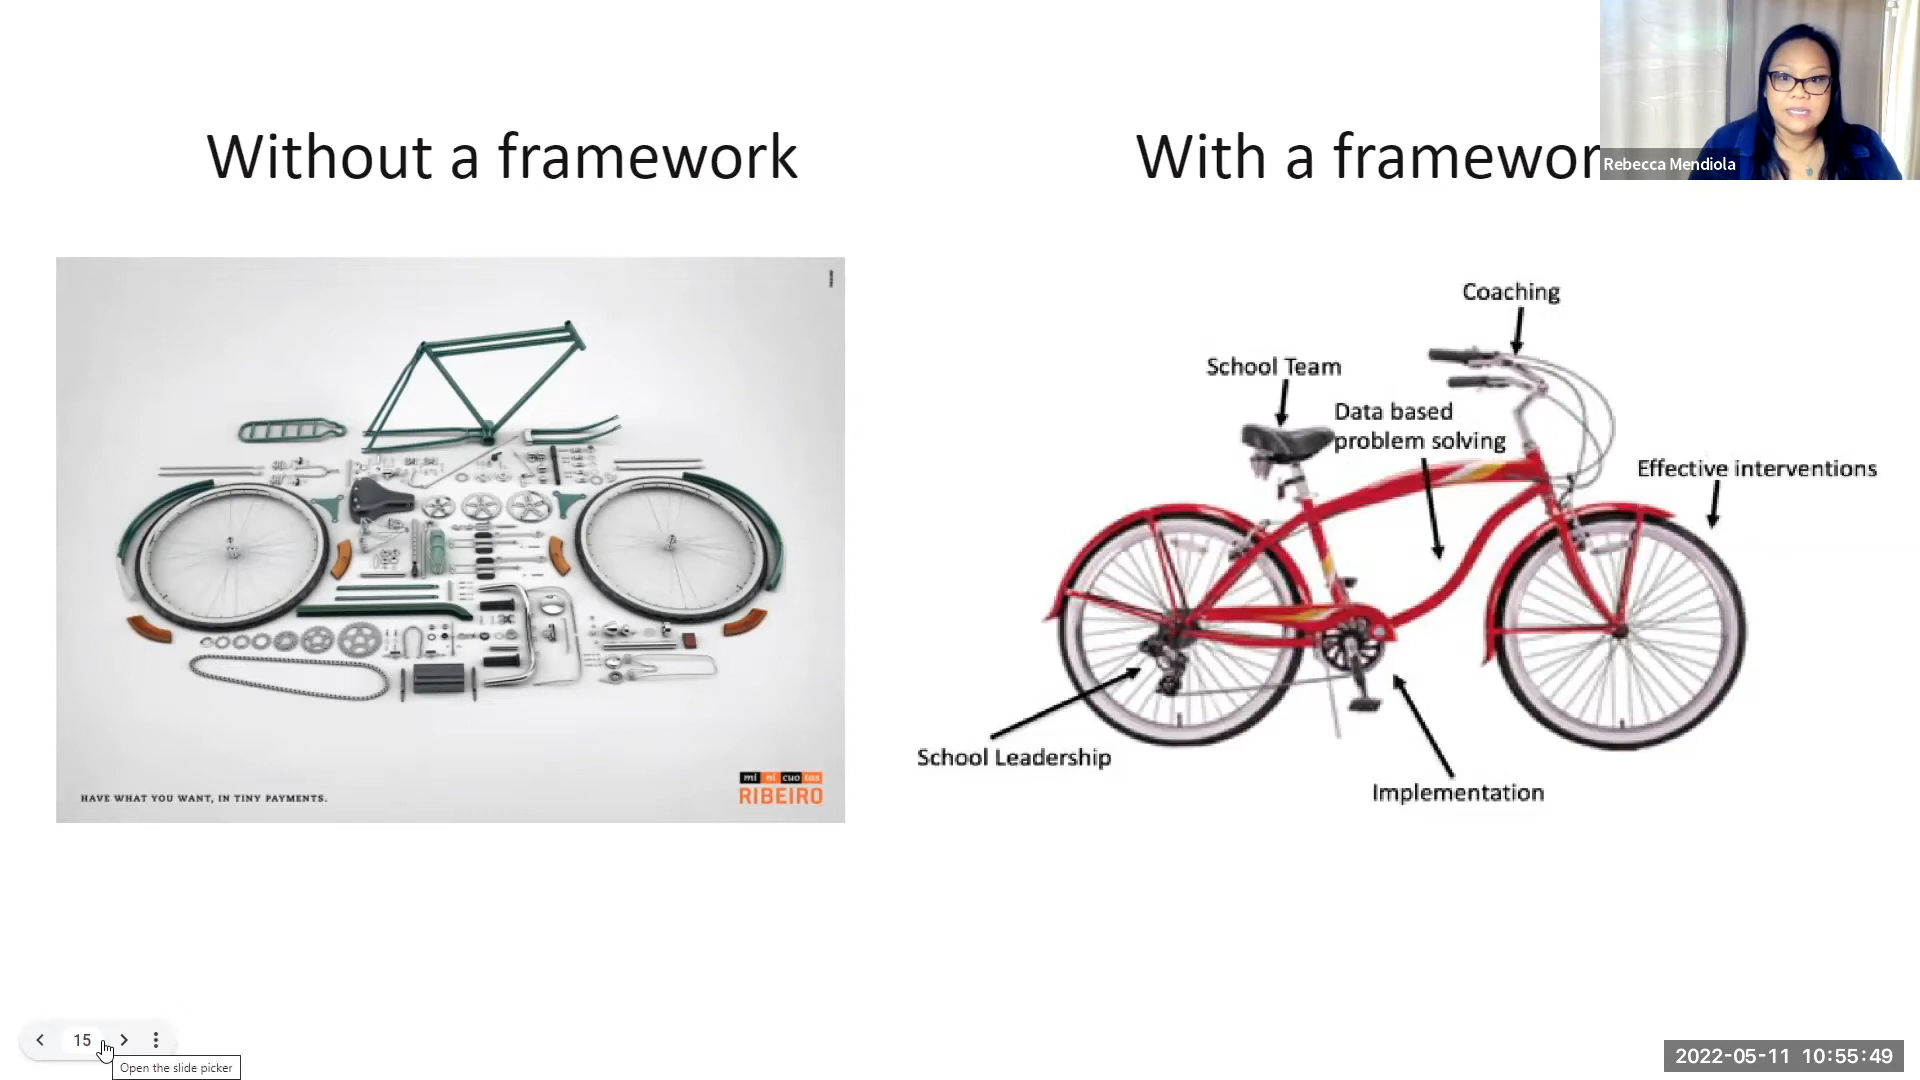 Without a framework
With a framewor
Rebecca Mendiola
Coaching
School Team
Data based
problem solving
Effective interventions
School Leadership
Implementation
mi ni cuo tas
RIBEIRO
HAVE WHAT YOU WANT, IN TINY PAYMENTS.
15
Open the slide picker
2022-05-11 10:55:49